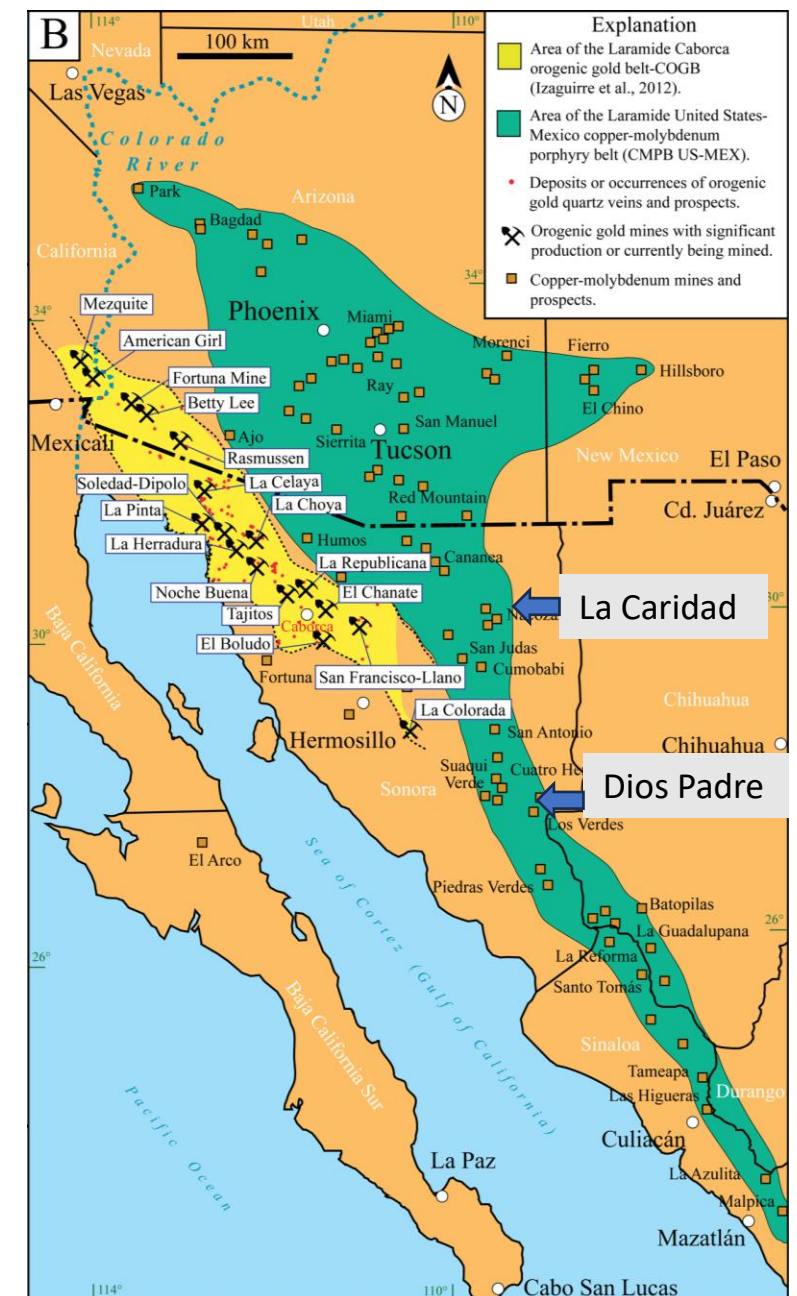 B
114°
Utah
110°
Nevada
100 km
N
Las Vegas
Explanation
Area of the Laramide Caborca
orogenic gold belt-COGB
(Izaguirre et al., 2012).
Area of the Laramide United States-
Mexico copper-molybdenum
porphyry belt (CMPB US-MEX).
Deposits or occurrences of orogenic
gold quartz veins and prospects.
Orogenic gold mines with significant
production or currently being mined.
Copper-molybdenum mines and
prospects.
Colorado
River
Park
Arizona
Bagdad
California
34°
34°
Mezquite
Phoenix
Miami
American Girl
Morenci
Fierro
Hillsboro
Fortuna Mine
Ray
El Chino
Betty Lee
San Manuel
Mexicali
Ajo
Sierrita
Tucson
Rasmussen
New Mexico
El Paso
Soledad-Dipolo
La Celaya
Red Mountain
La Pinta
La Choya
Cd. Juárez
La Herradura
Humos
Cananea
La Republicana
Noche Buena
El Chanate
La Caridad
30°
Tajitos
Caborca
30°
El Boludo
San Judas
Baja California
Fortuna
San Francisco-Llano
Cumobabi
Chihuahua
La Colorada
San Antonio
Hermosillo
Chihuahua
Suaqui
Verde
Sonora
Dios Padre
Los Verdes
El Arco
Sea of Cortez (Gulf of California)
Piedras Verdes
Batopilas
26°
La Guadalupana
26°
La Reforma
Santo Tomás
Baja California Sur
Sinaloa
Tameapa
Durango
Las Higueras
Pacific Ocean
Culiacán
La Paz
La Azulita
Malpica
Mazatlán
114°
110°
Cabo San Lucas